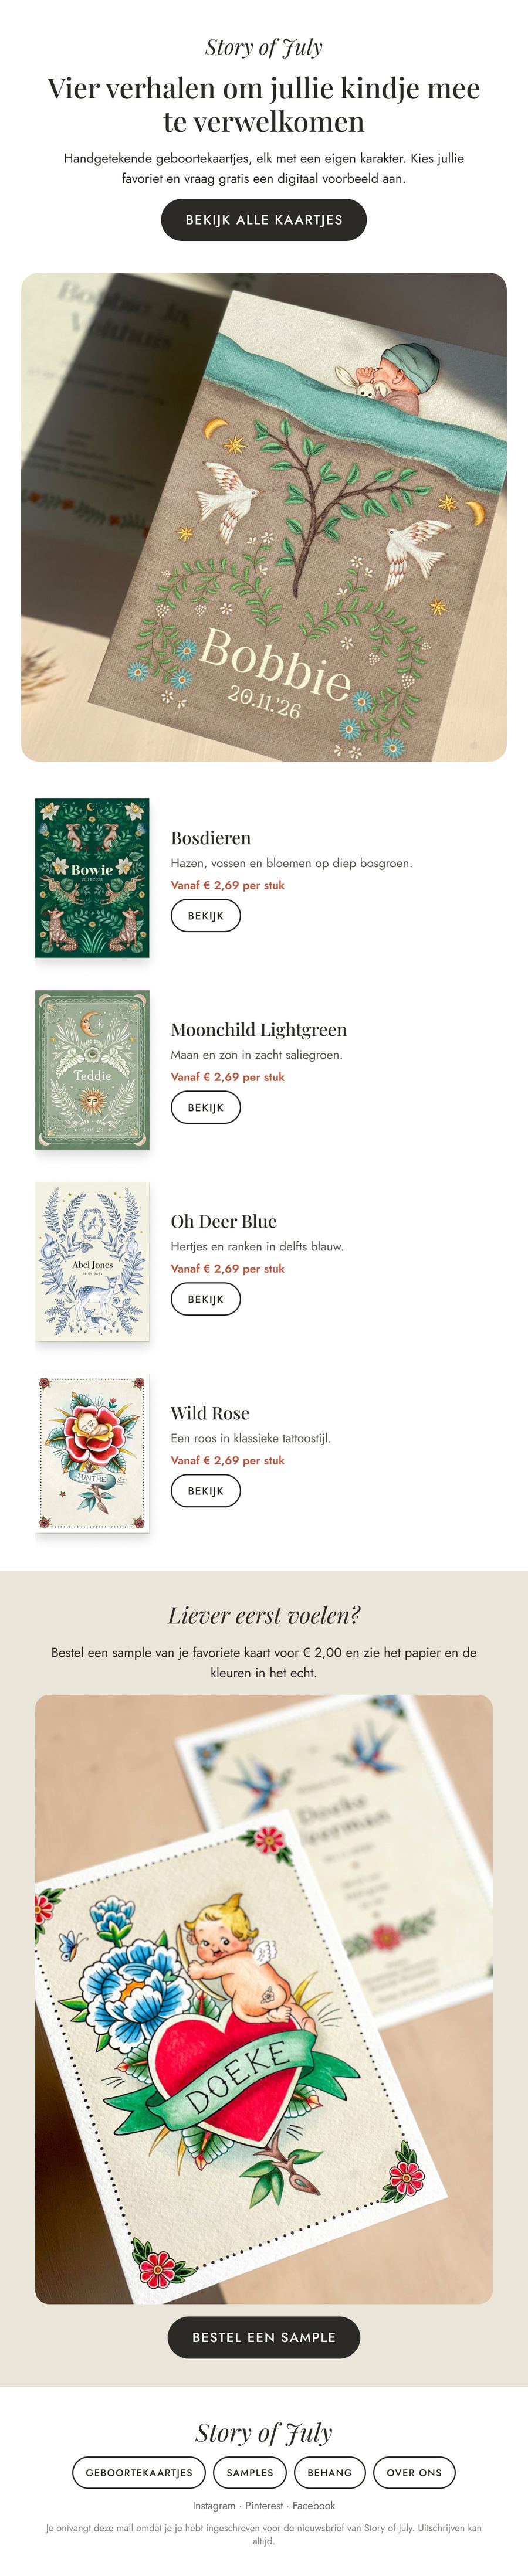 Story of July
Vier verhalen om jullie kindje mee
te verwelkomen
Handgetekende geboortekaartjes, elk met een eigen karakter. Kies jullie
favoriet en vraag gratis een digitaal voorbeeld aan.
BEKIJK ALLE KAARTJES
Bobbie
20.11.'26
Bowie
Bosdieren
Hazen, vossen en bloemen op diep bosgroen.
Vanaf € 2,69 per stuk
BEKIJK
Teddie
Moonchild Lightgreen
Maan en zon in zacht saliegroen.
Vanaf € 2,69 per stuk
BEKIJK
Abel Jones
Oh Deer Blue
Hertjes en ranken in delfts blauw.
Vanaf € 2,69 per stuk
BEKIJK
JUNTHE
Wild Rose
Een roos in klassieke tattoostijl.
Vanaf € 2,69 per stuk
BEKIJK
Liever eerst voelen?
Bestel een sample van je favoriete kaart voor € 2,00 en zie het papier en de
kleuren in het echt.
Doeke
DOEKE
BESTEL EEN SAMPLE
Story of July
GEBOORTEKAARTJES SAMPLES BEHANG OVER ONS
Instagram · Pinterest · Facebook
Je ontvangt deze mail omdat je je hebt ingeschreven voor de nieuwsbrief van Story of July. Uitschrijven kan
altijd.